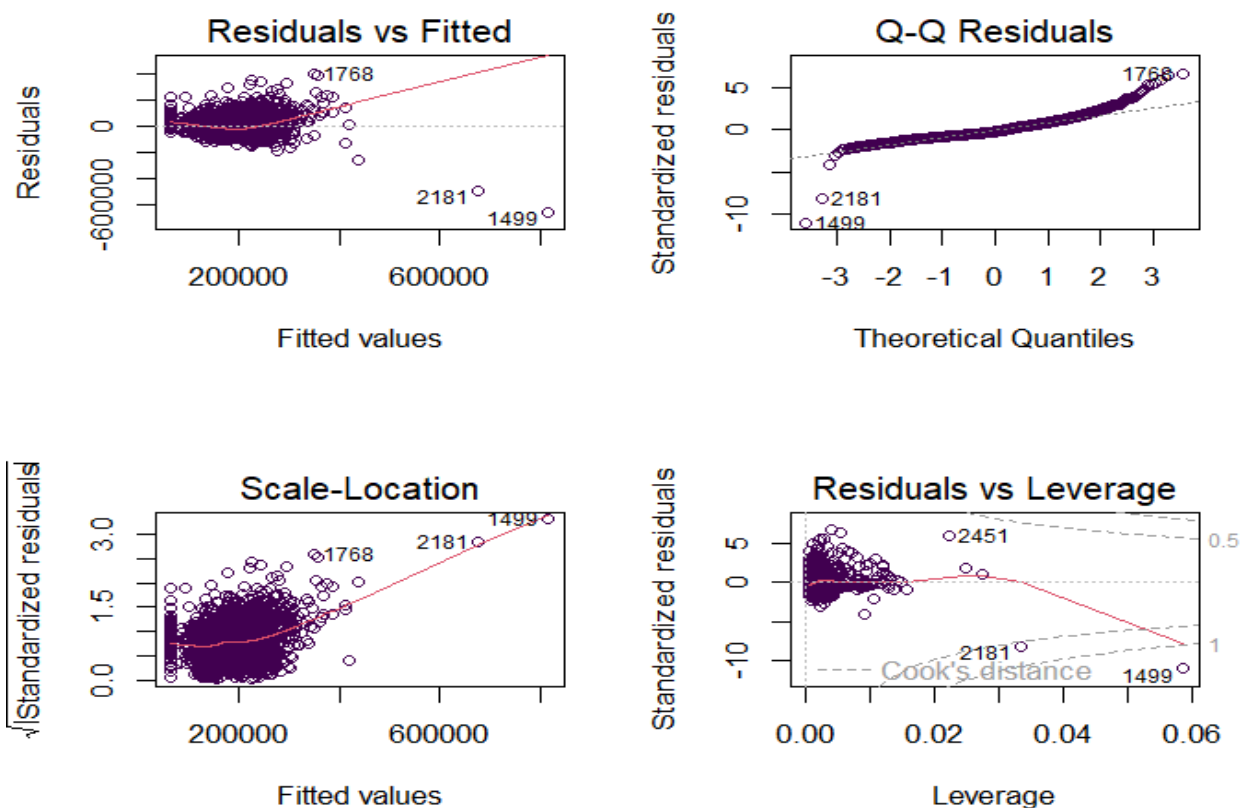 Residuals vs Fitted
Residuals
0
-600000
1768
2181
1499
200000 600000
Fitted values
Q-Q Residuals
Standardized residuals
5
0
-10
1768
2181
1499
-3 -2 -1 0 1 2 3
Theoretical Quantiles
Scale-Location
√|Standardized residuals|
3.0
1.5
0.0
1499
2181
1768
200000 600000
Fitted values
Residuals vs Leverage
Standardized residuals
5
0
-10
2451
0.5
1
2181
1499
Cook's distance
0.00 0.02 0.04 0.06
Leverage